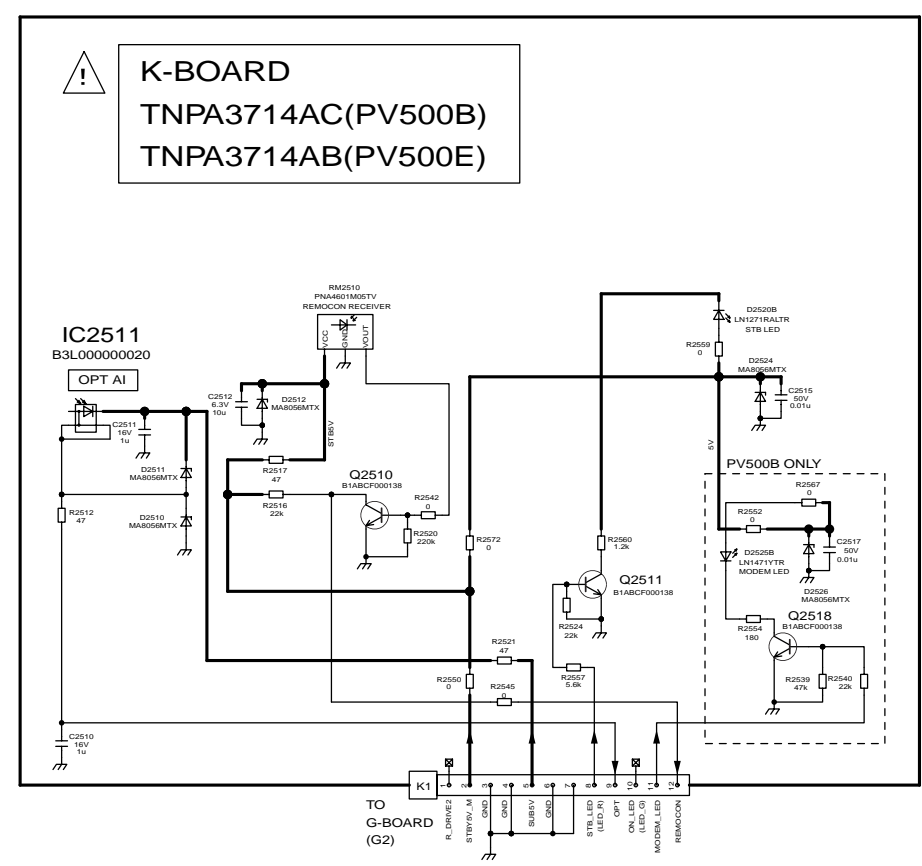 !
K-BOARD
TNPA3714AC(PV500B)
TNPA3714AB(PV500E)
RM2510
PNA4601M05TV
REMOCON RECEIVER
VCC
GND
VOUT
IC2511
B3L000000020
OPT AI
C2511
16V
1u
C2512
6.3V
10u
D2512
MA8056MTX
STB5V
D2511
MA8056MTX
D2510
MA8056MTX
R2512
47
R2517
47
R2516
22k
Q2510
B1ABCF000138
R2542
0
R2520
220k
R2572
0
R2560
1.2k
D2520B
LN1271RALTR
STB LED
R2559
0
D2524
MA8056MTX
C2515
50V
0.01u
5V
PV500B ONLY
R2567
0
R2552
0
D2525B
LN1471YTR
MODEM LED
C2517
50V
0.01u
D2526
MA8056MTX
Q2511
B1ABCF000138
R2524
22k
R2557
5.6k
R2554
180
Q2518
B1ABCF000138
R2539
47k
R2540
22k
R2521
47
R2550
0
R2545
0
C2510
16V
1u
K1
1
2
3
4
5
6
7
8
9
10
11
12
TO
G-BOARD
(G2)
R_DRIVE2
STBY5V_M
GND
GND
SUB5V
GND
STB_LED
(LED_R)
OPT
ON_LED
(LED_G)
MODEM_LED
REMOCON